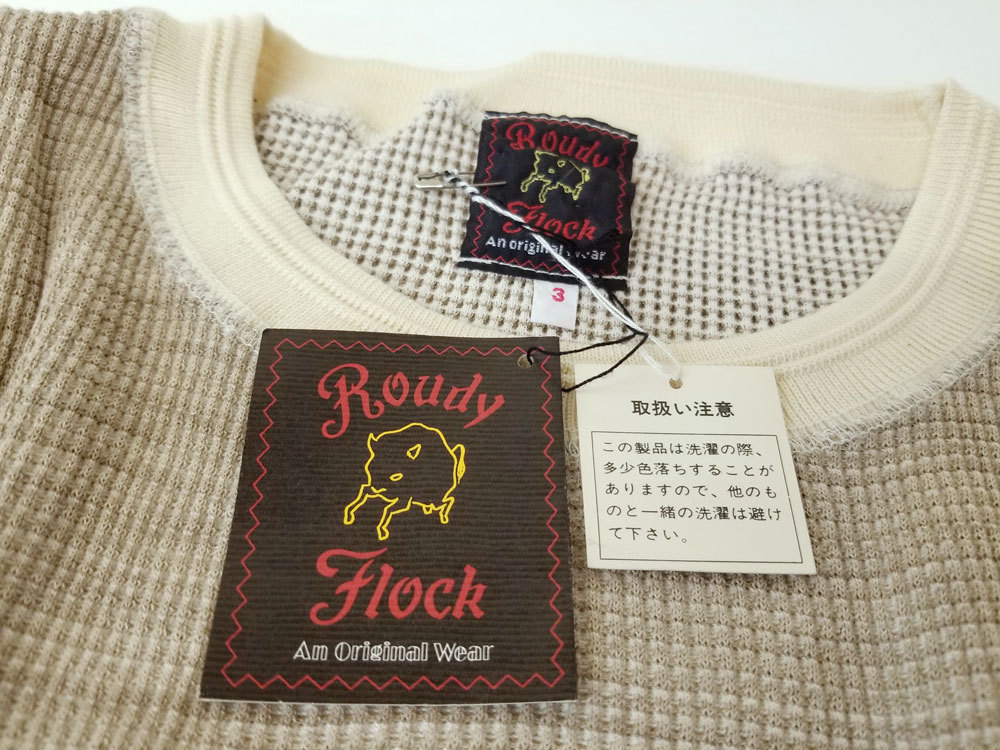 Roudy
Flock
An original Wear
3
Roudy
Flock
An Original Wear
取扱い注意
この製品は洗濯の際、
多少色落ちすることが
ありますので、他のも
のと一緒の洗濯は避け
て下さい。